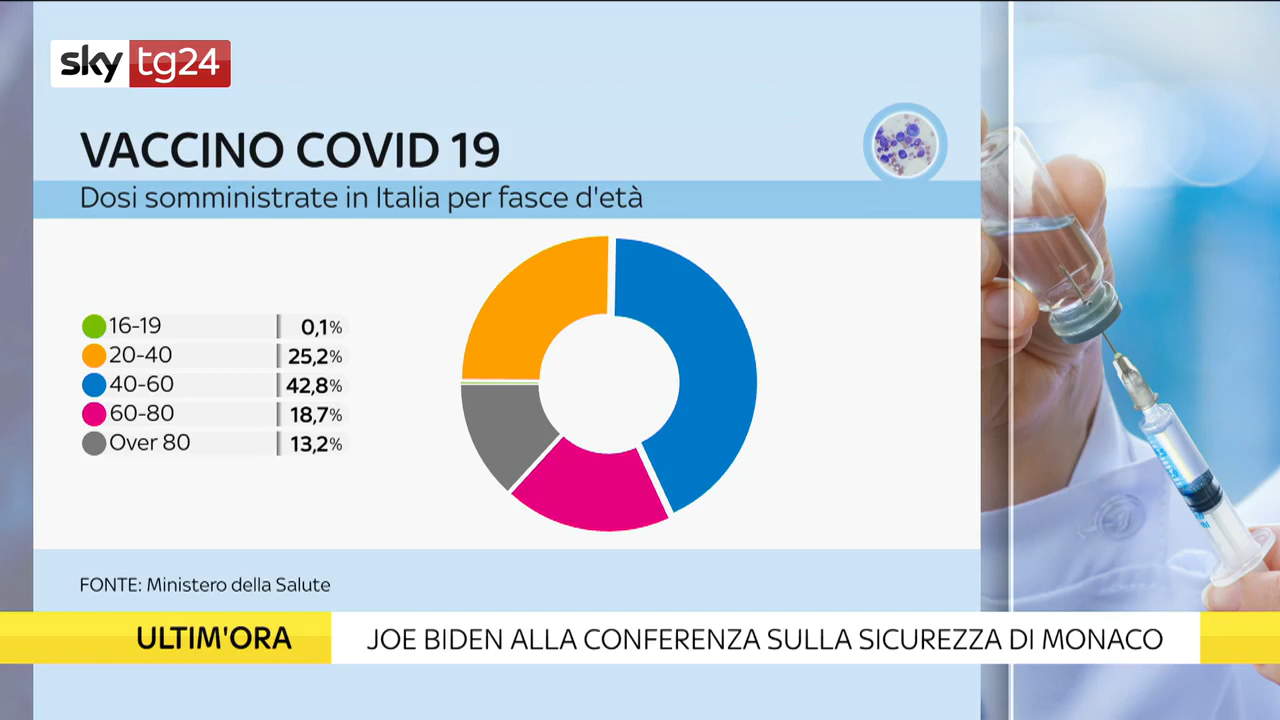 sky tg24
VACCINO COVID 19
Dosi somministrate in Italia per fasce d'età
16-19 0,1%
20-40 25,2%
40-60 42,8%
60-80 18,7%
Over 80 13,2%
FONTE: Ministero della Salute
ULTIM'ORA JOE BIDEN ALLA CONFERENZA SULLA SICUREZZA DI MONACO